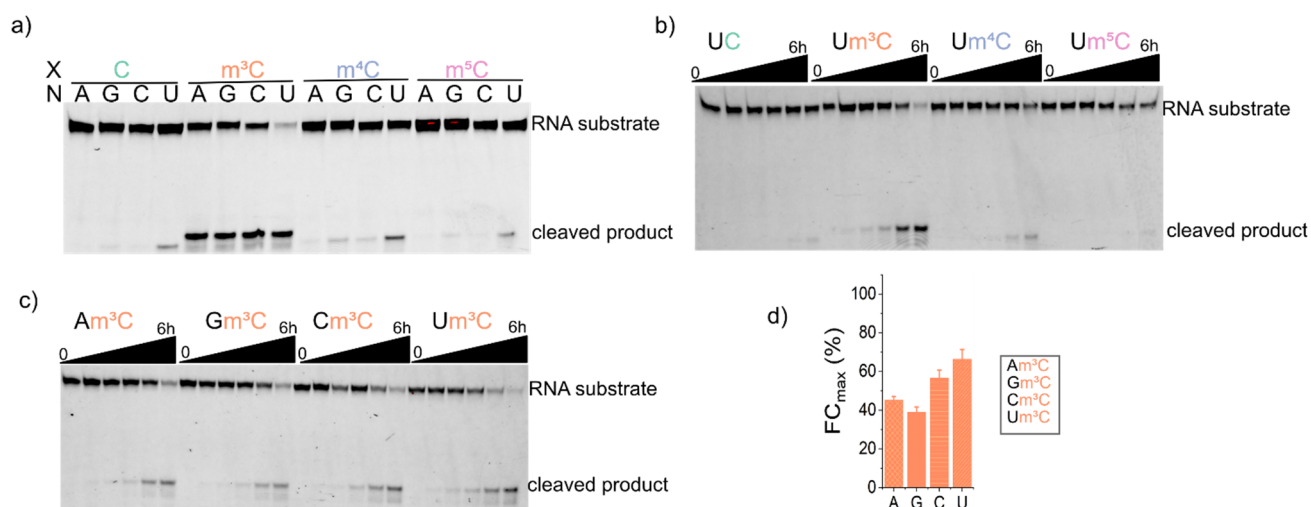 a)
X C m³C m⁴C m⁵C
N A G C U A G C U A G C U A G C U
RNA substrate
cleaved product
b)
UC 6h Um³C 6h Um⁴C 6h Um⁵C 6h
0 0 0 0
RNA substrate
cleaved product
c)
Am³C 6h Gm³C Cm³C 6h Um³C 6h
0 0 0 0
RNA substrate
cleaved product
d)
FCmax (%)
100
80
60
40
20
0
A G C U
Am³C
Gm³C
Cm³C
Um³C